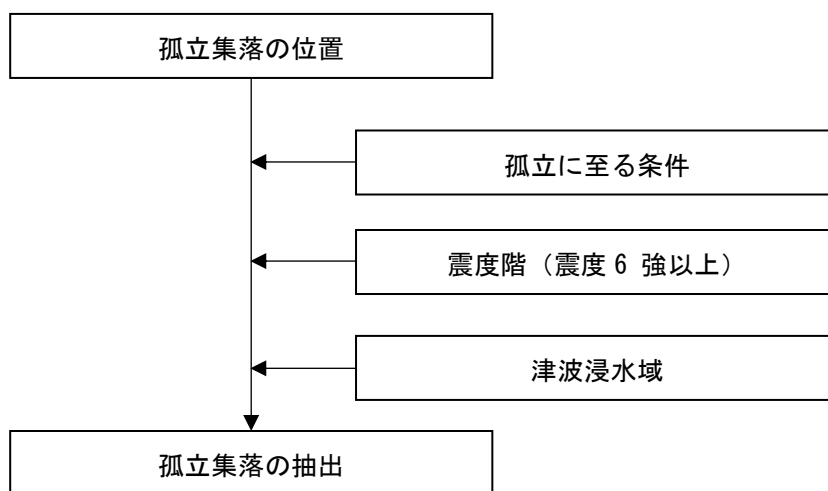 孤立集落の位置
孤立に至る条件
震度階（震度6 強以上）
津波浸水域
孤立集落の抽出